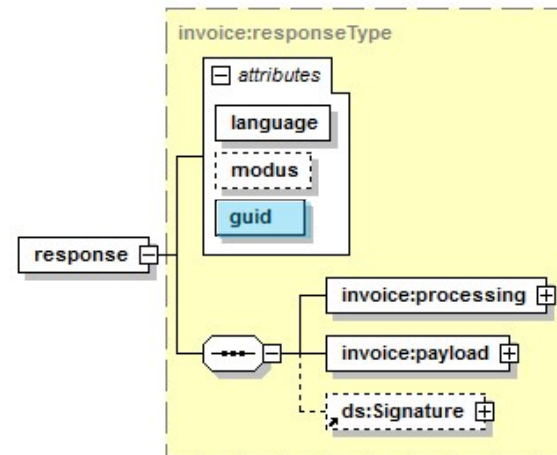 invoice:responseType
attributes
language
modus
guid
response
invoice:processing
invoice:payload
ds:Signature